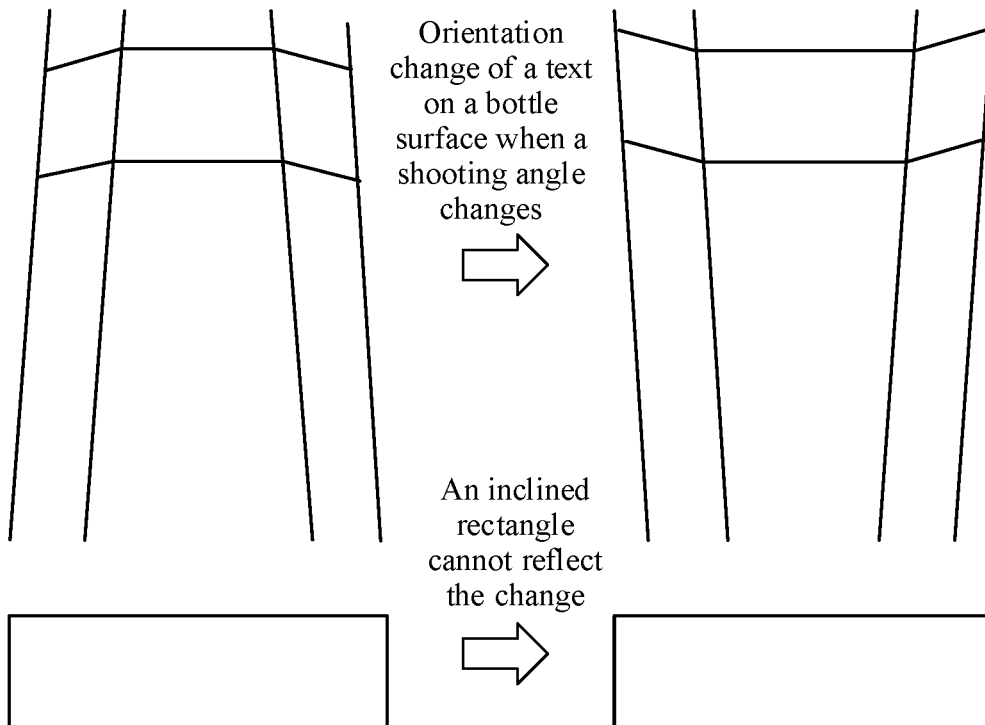 Orientation
change of a text
on a bottle
surface when a
shooting angle
changes
An inclined
rectangle
cannot reflect
the change